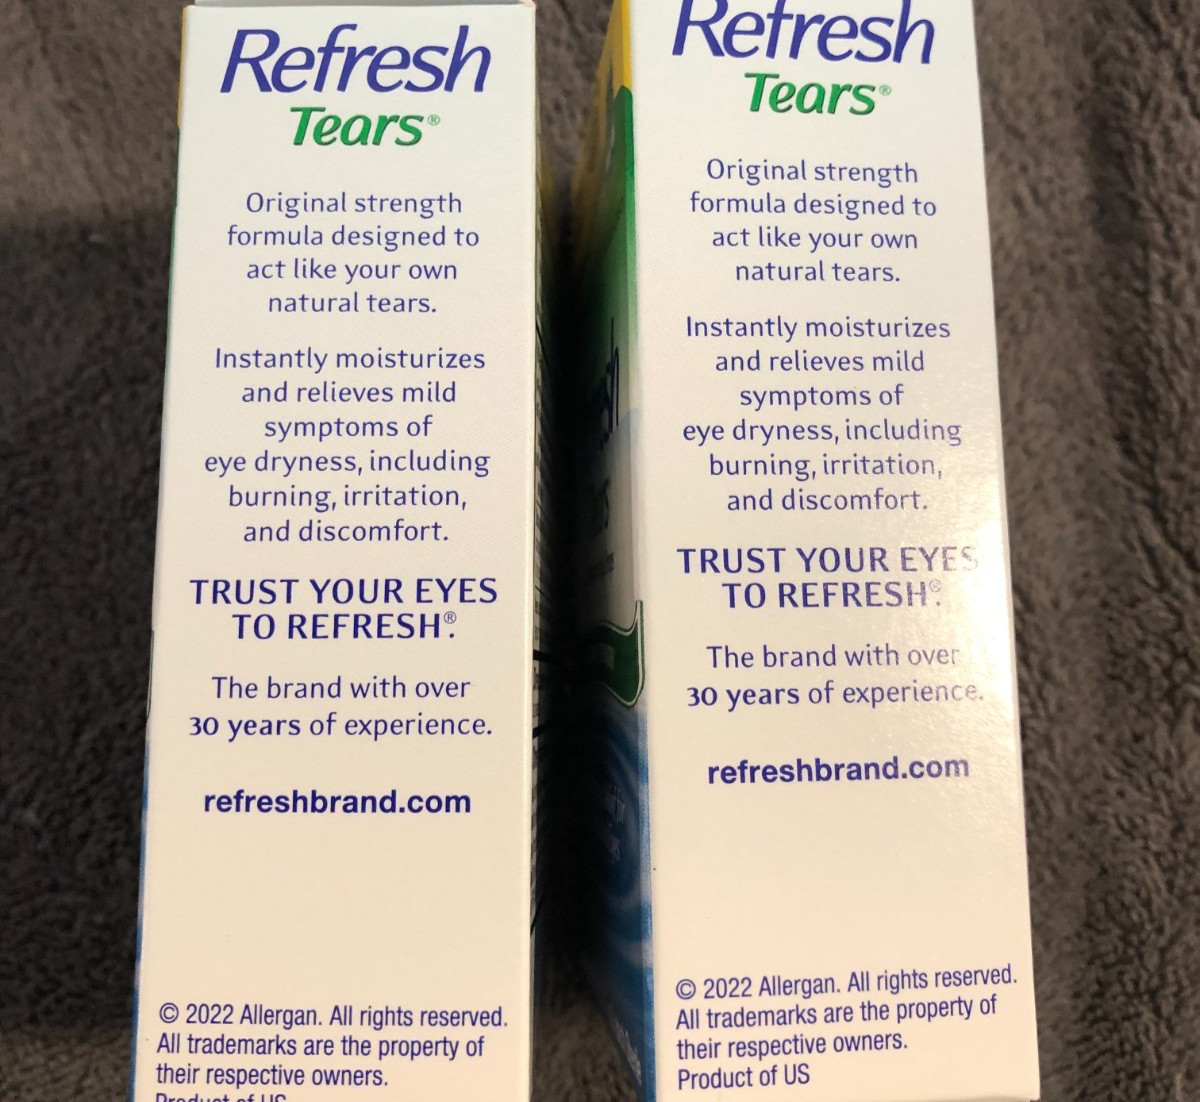 Refresh
Tears®
Original strength
formula designed to
act like your own
natural tears.
Instantly moisturizes
and relieves mild
symptoms of
eye dryness, including
burning, irritation,
and discomfort.
TRUST YOUR EYES
TO REFRESH®.
The brand with over
30 years of experience.
refreshbrand.com
© 2022 Allergan. All rights reserved.
All trademarks are the property of
their respective owners.
Product of US
Refresh
Tears®
Original strength
formula designed to
act like your own
natural tears.
Instantly moisturizes
and relieves mild
symptoms of
eye dryness, including
burning, irritation,
and discomfort.
TRUST YOUR EYES
TO REFRESH®.
The brand with over
30 years of experience.
refreshbrand.com
© 2022 Allergan. All rights reserved.
All trademarks are the property of
their respective owners.
Product of US